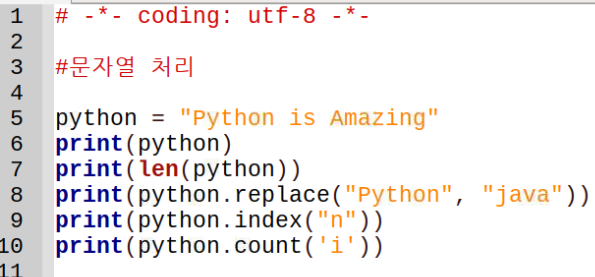 1 # -*- coding: utf-8 -*-
2
3 #문자열 처리
4
5 python = "Python is Amazing"
6 print(python)
7 print(len(python))
8 print(python.replace("Python", "java"))
9 print(python.index("n"))
10 print(python.count('i'))
11